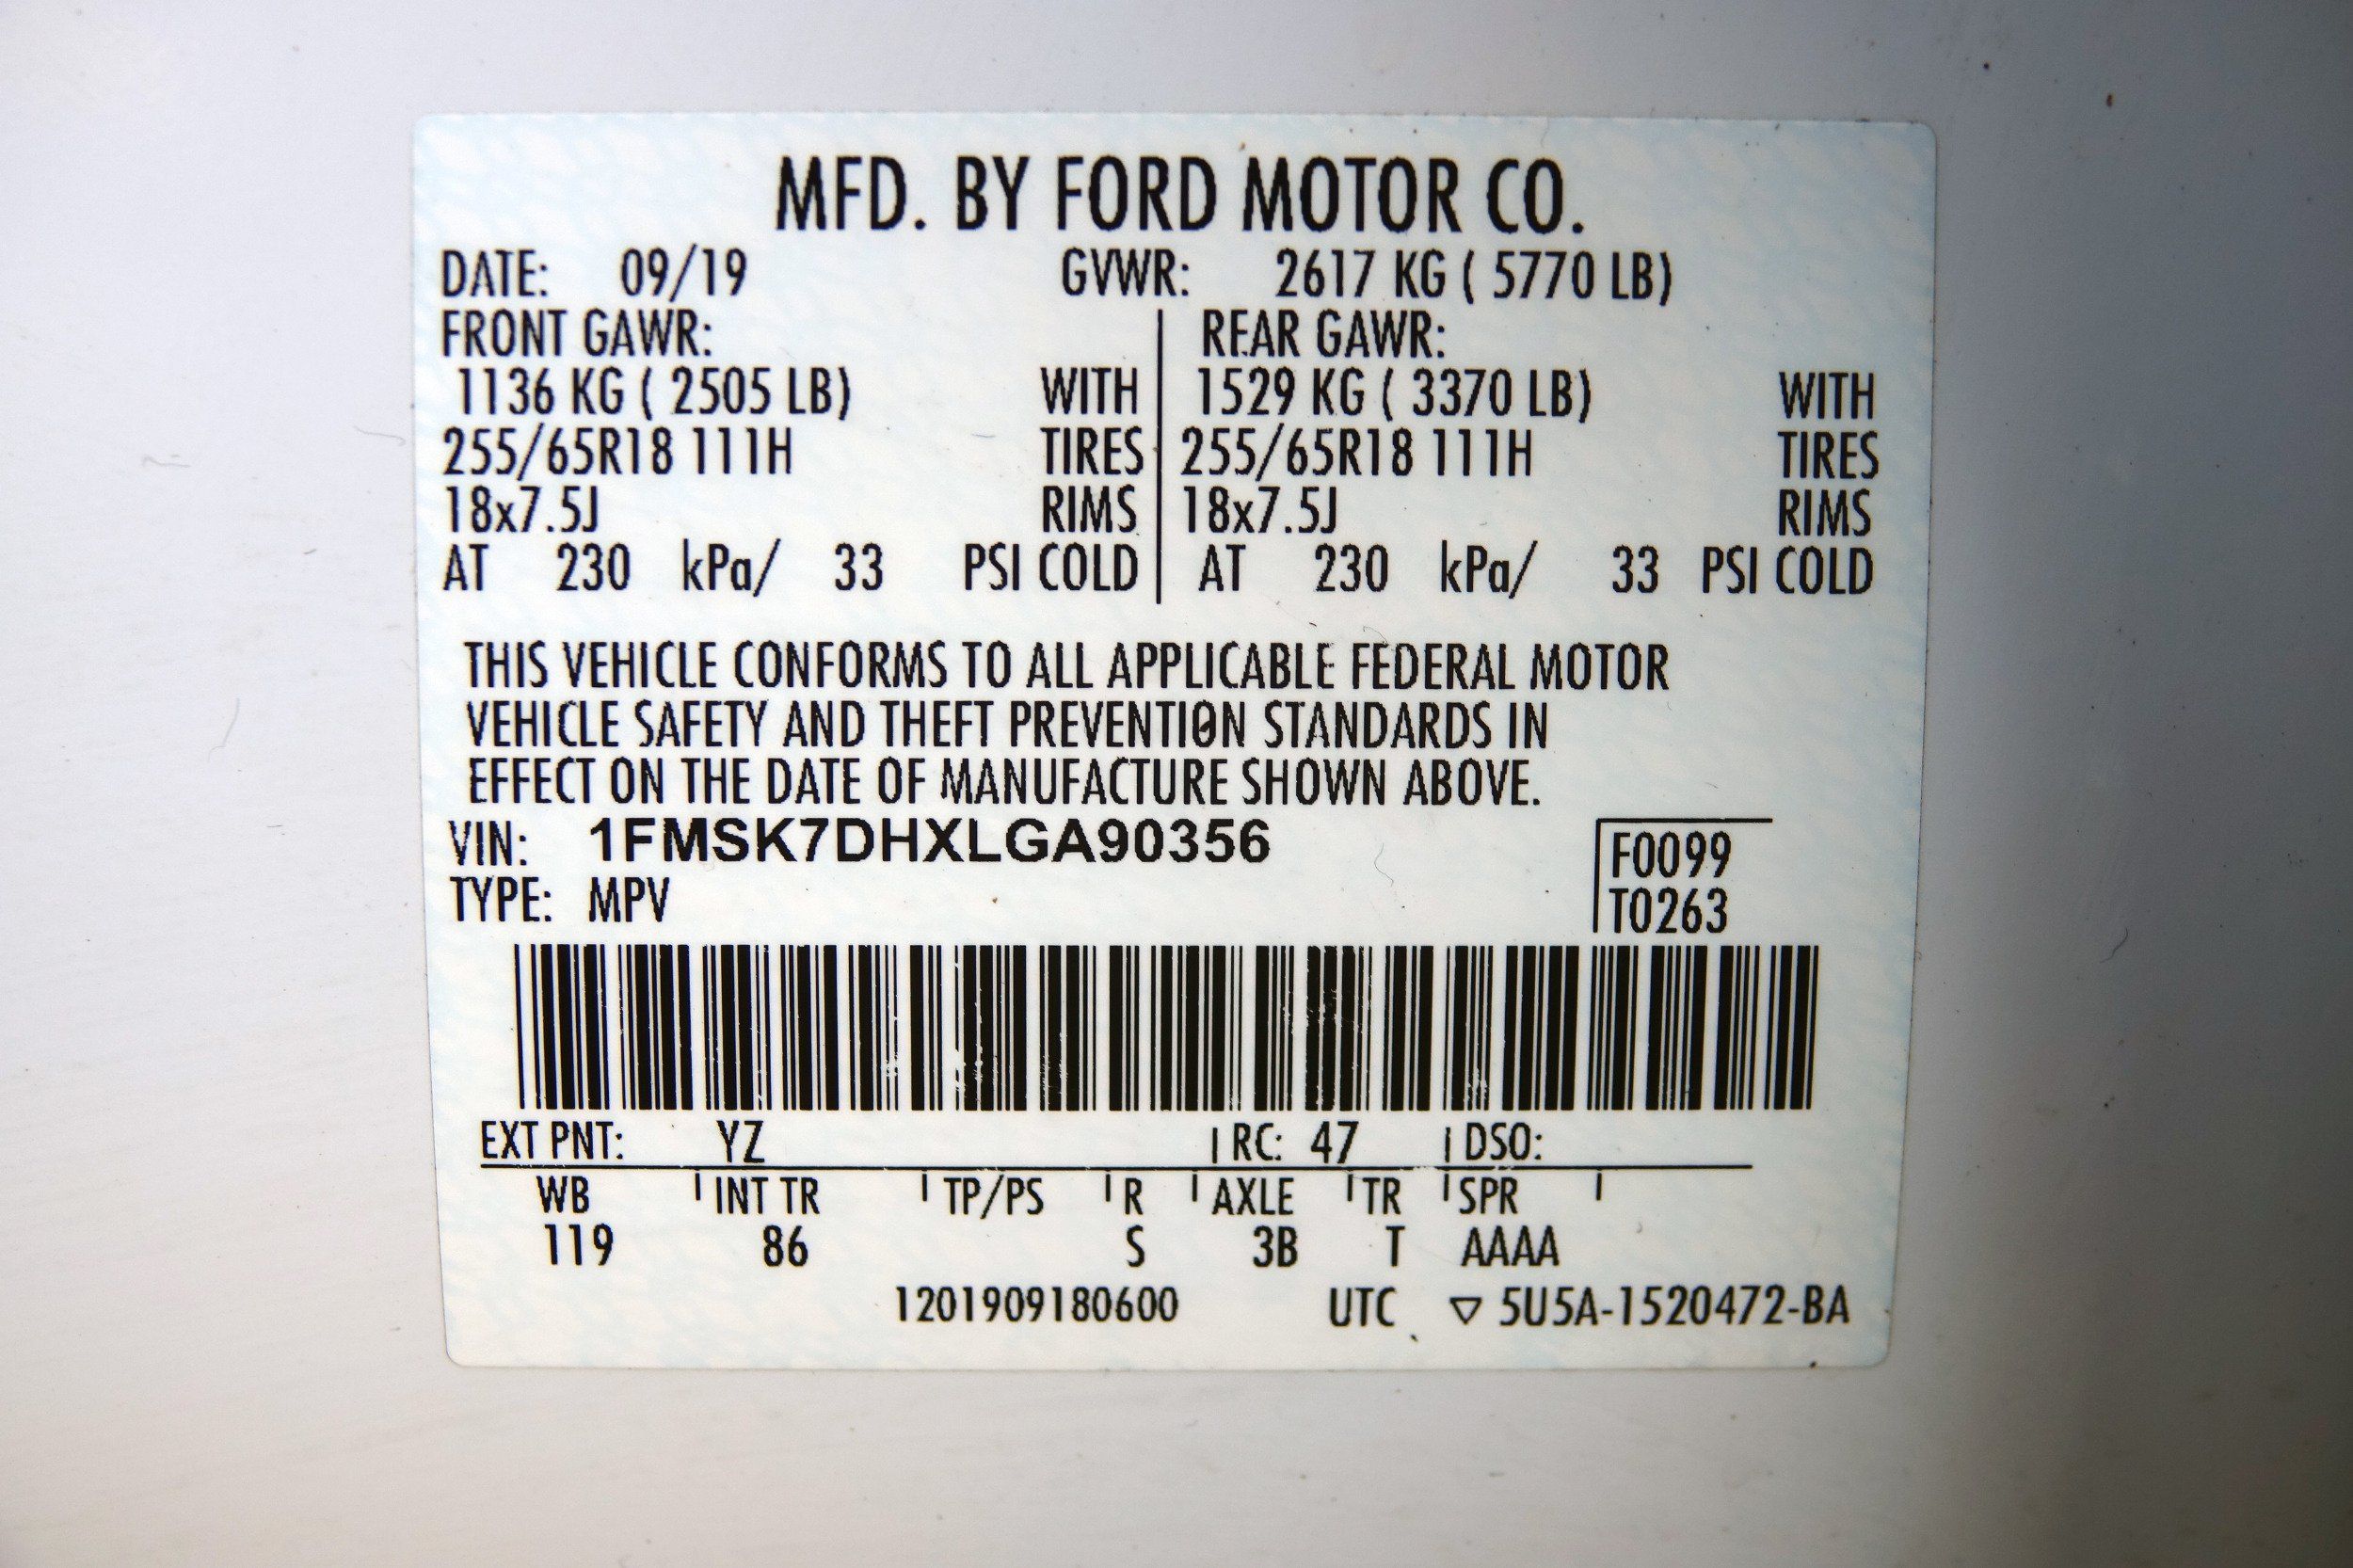 MFD. BY FORD MOTOR CO.
DATE: 09/19 GVWR: 2617 KG ( 5770 LB)
FRONT GAWR: REAR GAWR:
1136 KG ( 2505 LB) WITH 1529 KG ( 3370 LB) WITH
255/65R18 111H TIRES 255/65R18 111H TIRES
18x7.5J RIMS 18x7.5J RIMS
AT 230 kPa/ 33 PSI COLD AT 230 kPa/ 33 PSI COLD
THIS VEHICLE CONFORMS TO ALL APPLICABLE FEDERAL MOTOR
VEHICLE SAFETY AND THEFT PREVENTION STANDARDS IN
EFFECT ON THE DATE OF MANUFACTURE SHOWN ABOVE.
VIN: 1FMSK7DHXLGA90356 F0099
TYPE: MPV T0263
EXT PNT: YZ RC: 47 DSO:
WB INT TR TP/PS R AXLE TR SPR
119 86 S 3B T AAAA
1201909180600 UTC ▽ 5U5A-1520472-BA